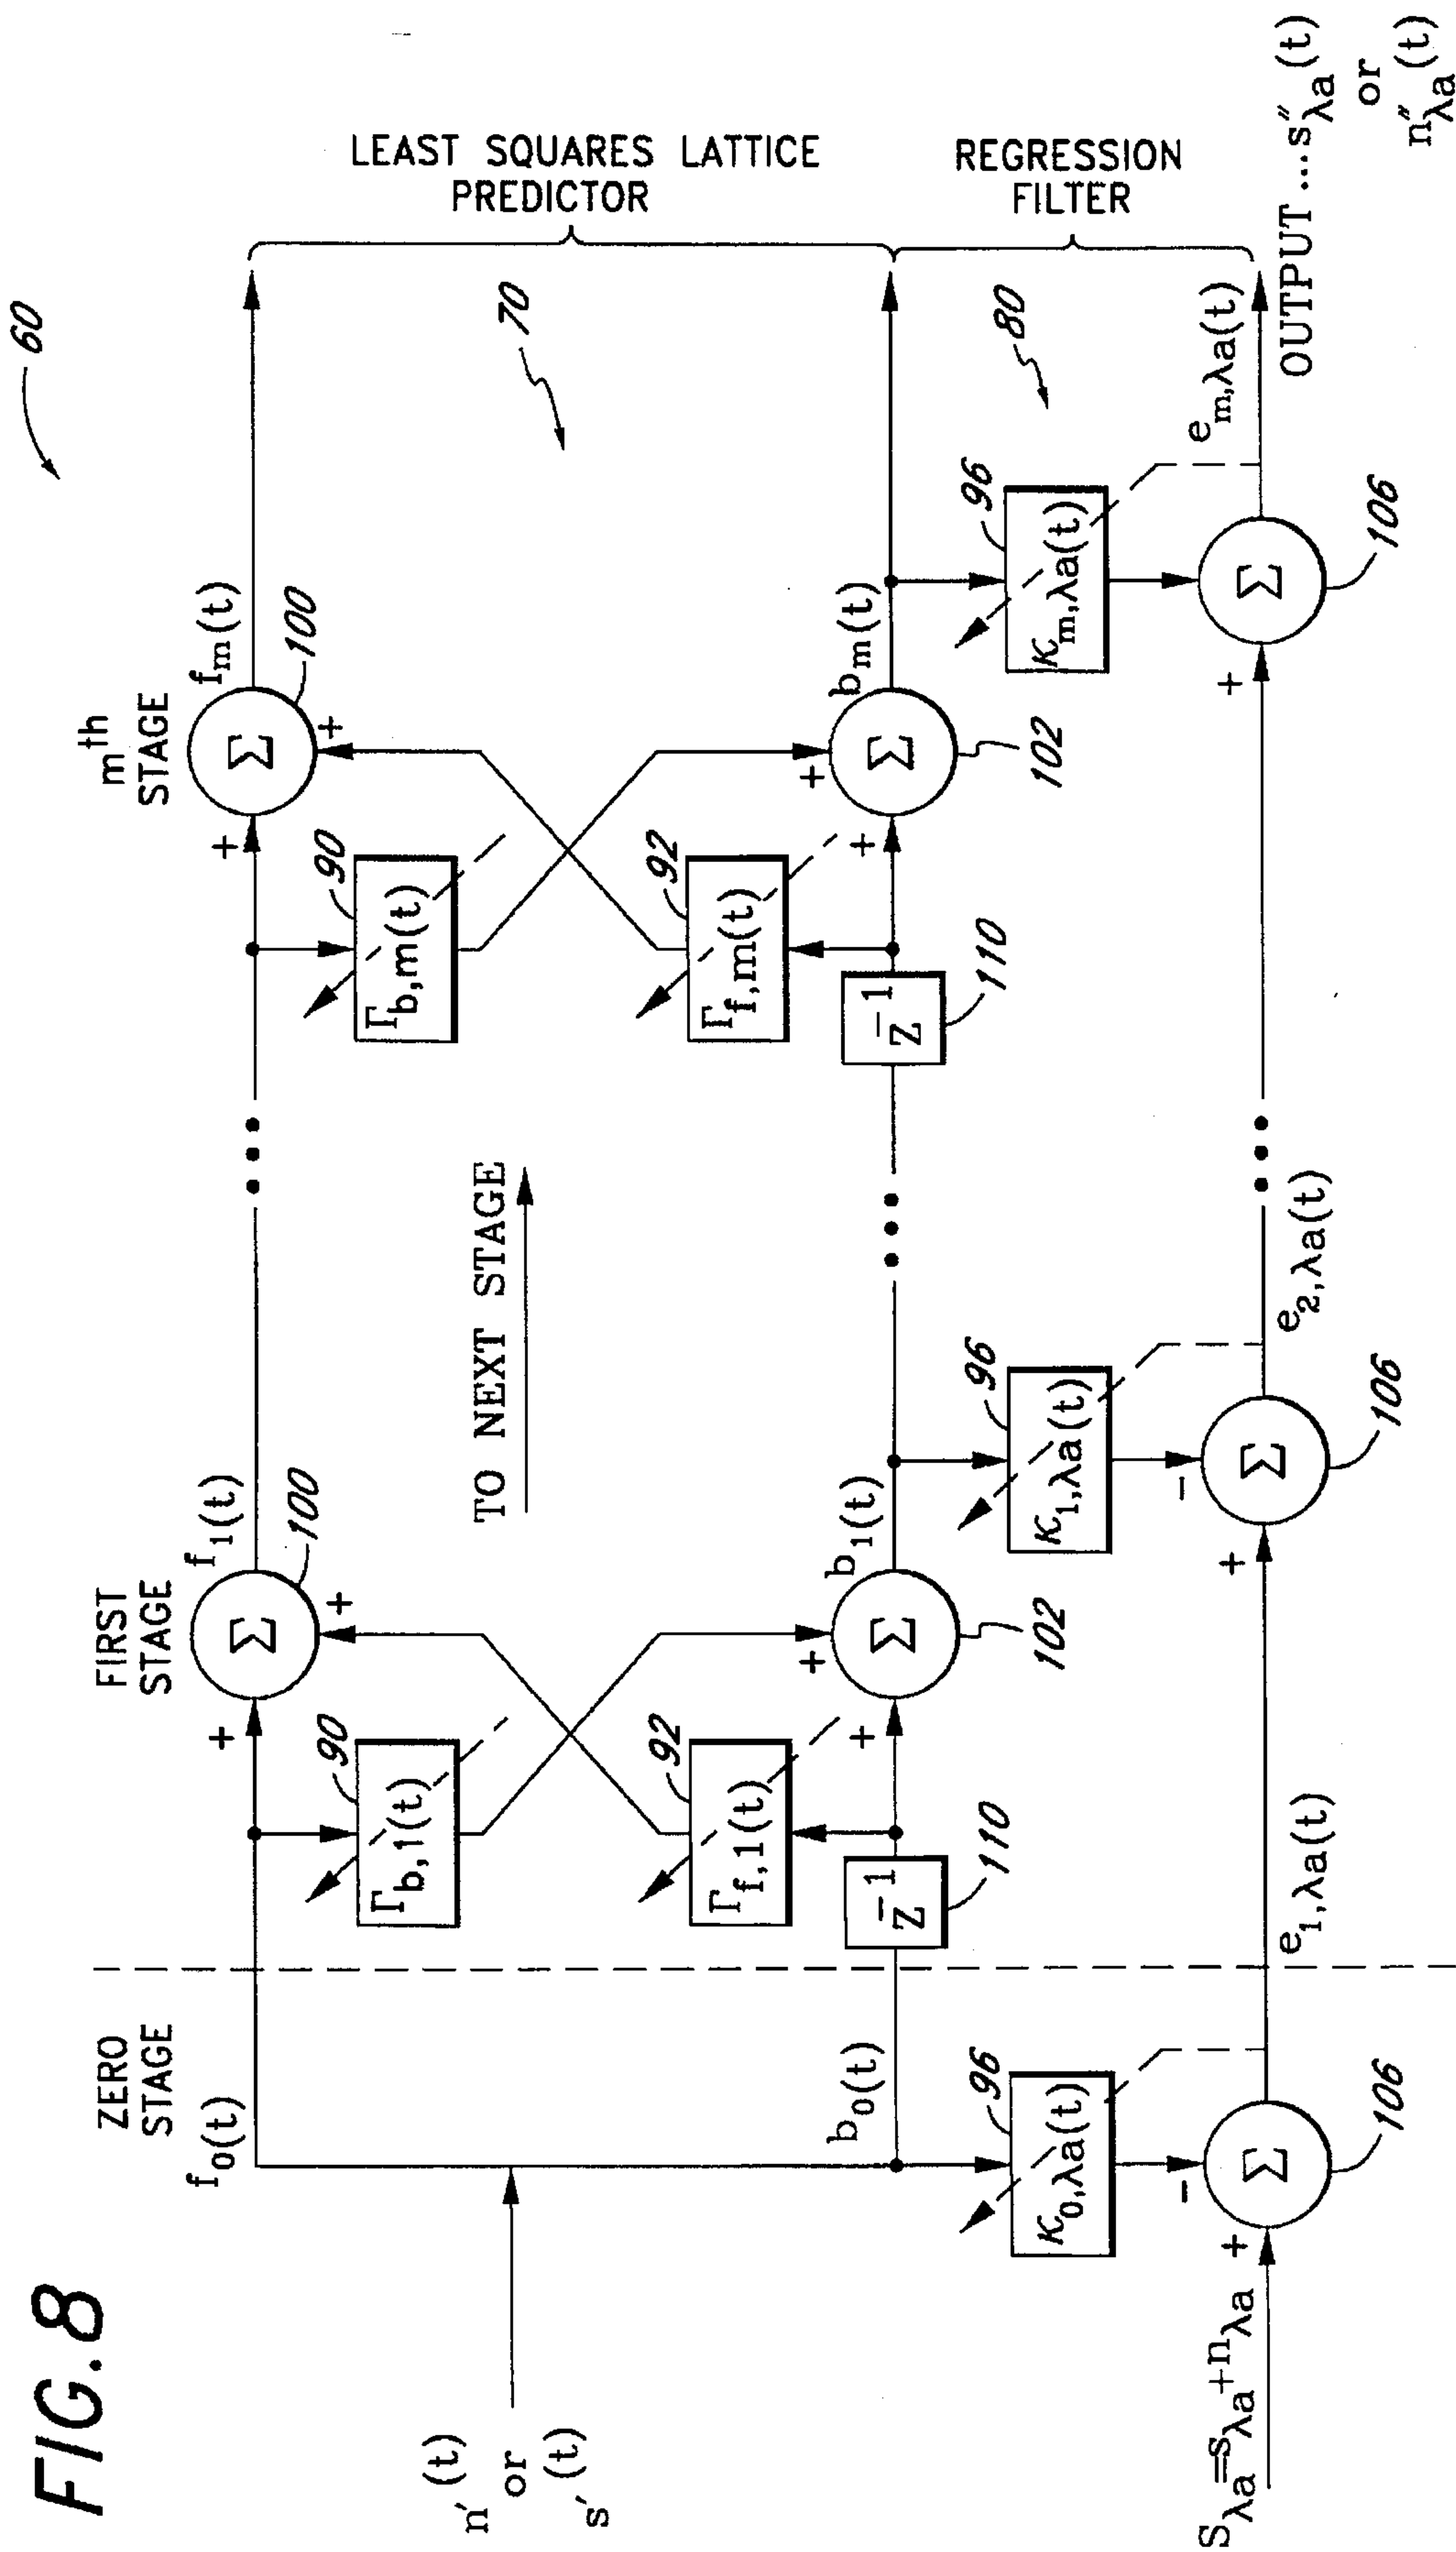 FIG. 8
60
ZERO
STAGE
FIRST
STAGE
mth
STAGE
f0(t)
f1(t)
fm(t)
100
100
+
+
+
+
90
Γb,1(t)
90
Γb,m(t)
LEAST SQUARES LATTICE
PREDICTOR
70
n′(t)
or
s′(t)
TO NEXT STAGE
92
Γf,1(t)
92
Γf,m(t)
b0(t)
b1(t)
bm(t)
z−1
110
z−1
110
Σ
Σ
Σ
Σ
+
+
+
+
102
102
REGRESSION
FILTER
80
96
κ0,λa(t)
96
κ1,λa(t)
96
κm,λa(t)
Sλa=sλa+nλa
+
−
Σ
106
e1,λa(t)
+
−
Σ
106
e2,λa(t)
+
Σ
106
em,λa(t)
OUTPUT...s″λa(t)
or
n″λa(t)